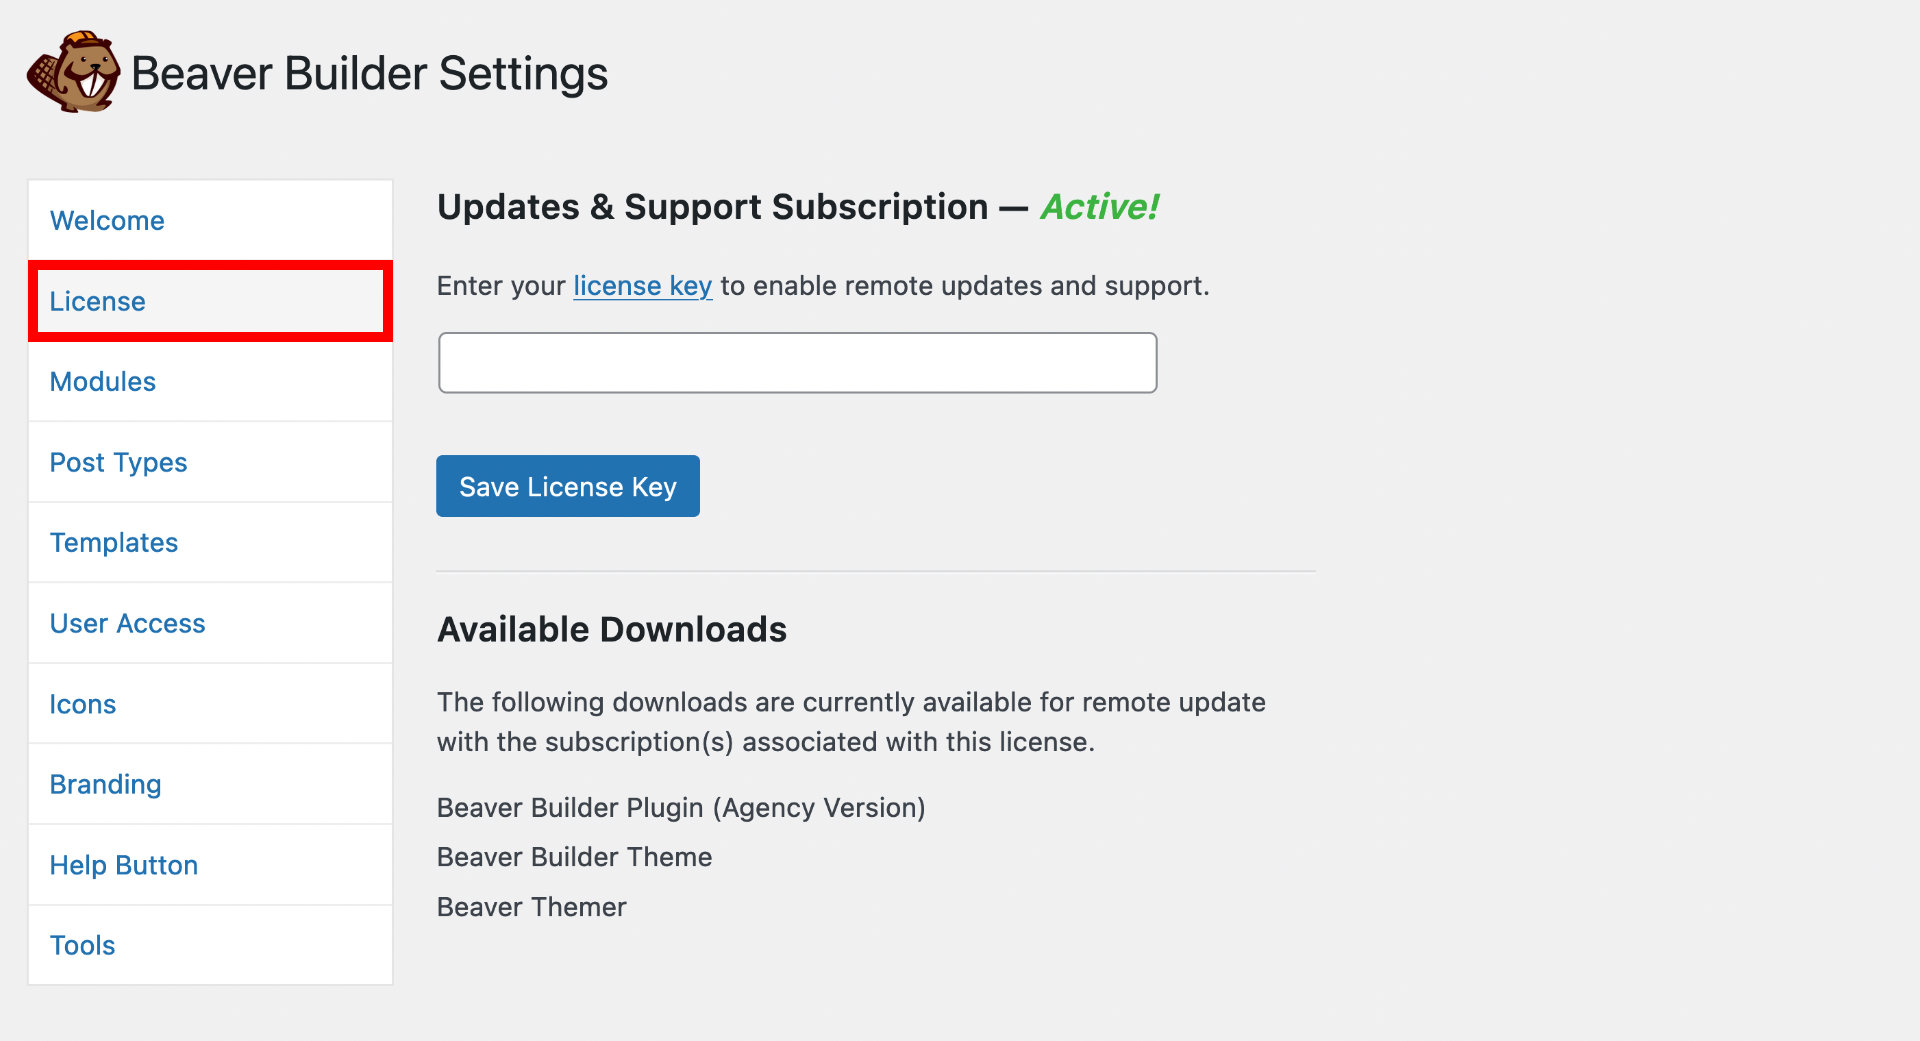 Beaver Builder Settings
Welcome
License
Modules
Post Types
Templates
User Access
Icons
Branding
Help Button
Tools
Updates & Support Subscription — Active!
Enter your license key to enable remote updates and support.
Save License Key
Available Downloads
The following downloads are currently available for remote update
with the subscription(s) associated with this license.
Beaver Builder Plugin (Agency Version)
Beaver Builder Theme
Beaver Themer